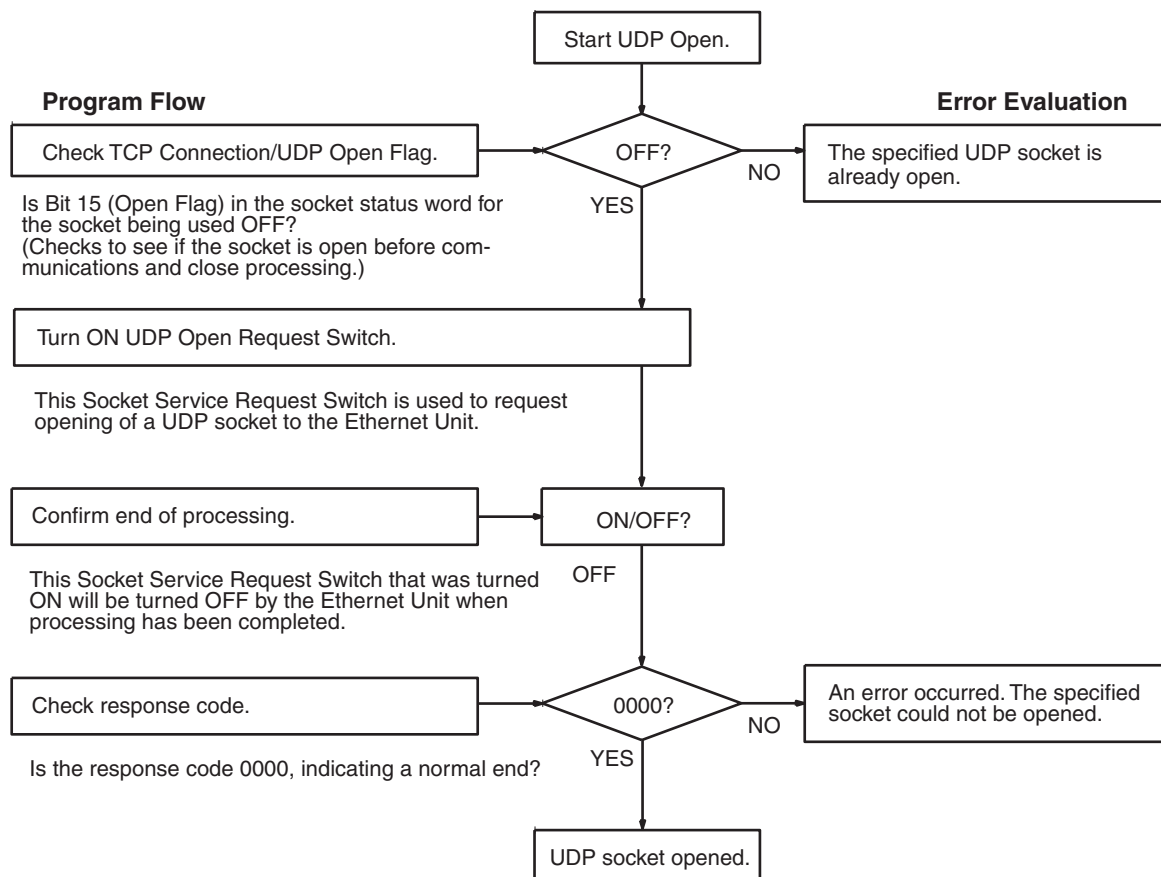 Start UDP Open.
Program Flow
Error Evaluation
Check TCP Connection/UDP Open Flag.
OFF?
NO
The specified UDP socket is
already open.
YES
Is Bit 15 (Open Flag) in the socket status word for
the socket being used OFF?
(Checks to see if the socket is open before com-
munications and close processing.)
Turn ON UDP Open Request Switch.
This Socket Service Request Switch is used to request
opening of a UDP socket to the Ethernet Unit.
Confirm end of processing.
ON/OFF?
OFF
This Socket Service Request Switch that was turned
ON will be turned OFF by the Ethernet Unit when
processing has been completed.
Check response code.
0000?
NO
An error occurred. The specified
socket could not be opened.
YES
Is the response code 0000, indicating a normal end?
UDP socket opened.